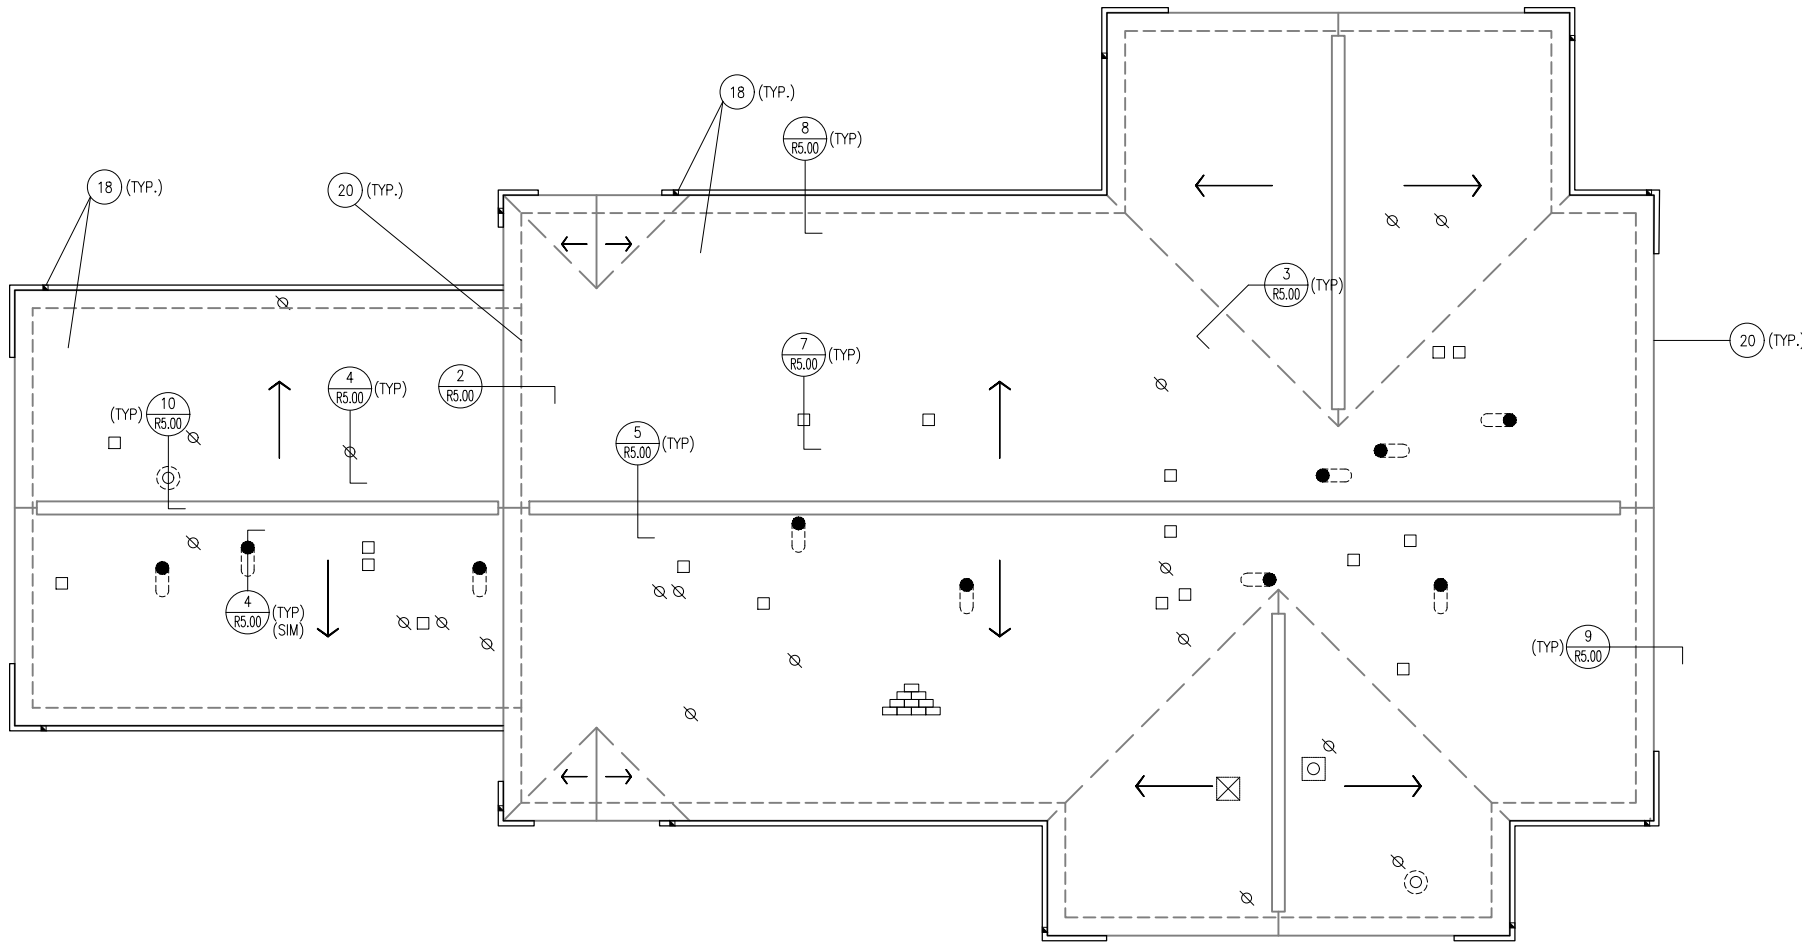 18 (TYP.)
8
R5.00 (TYP)
18 (TYP.)
20 (TYP.)
3
R5.00 (TYP)
20 (TYP.)
7
R5.00 (TYP)
4
R5.00 (TYP)
2
R5.00
10
(TYP) R5.00
5
R5.00 (TYP)
4
R5.00 (TYP)
(SIM)
9
(TYP) R5.00